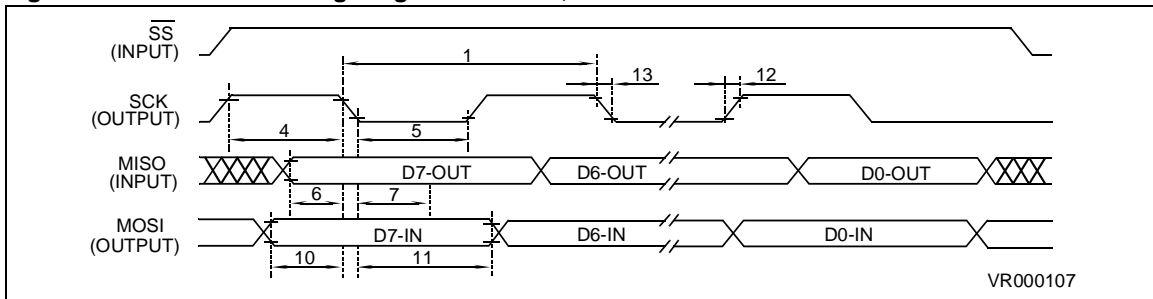 SS
(INPUT)
1
13
12
SCK
(OUTPUT)
4
5
MISO
(INPUT)
D7-OUT
D6-OUT
D0-OUT
6
7
MOSI
(OUTPUT)
D7-IN
D6-IN
D0-IN
10
11
VR000107